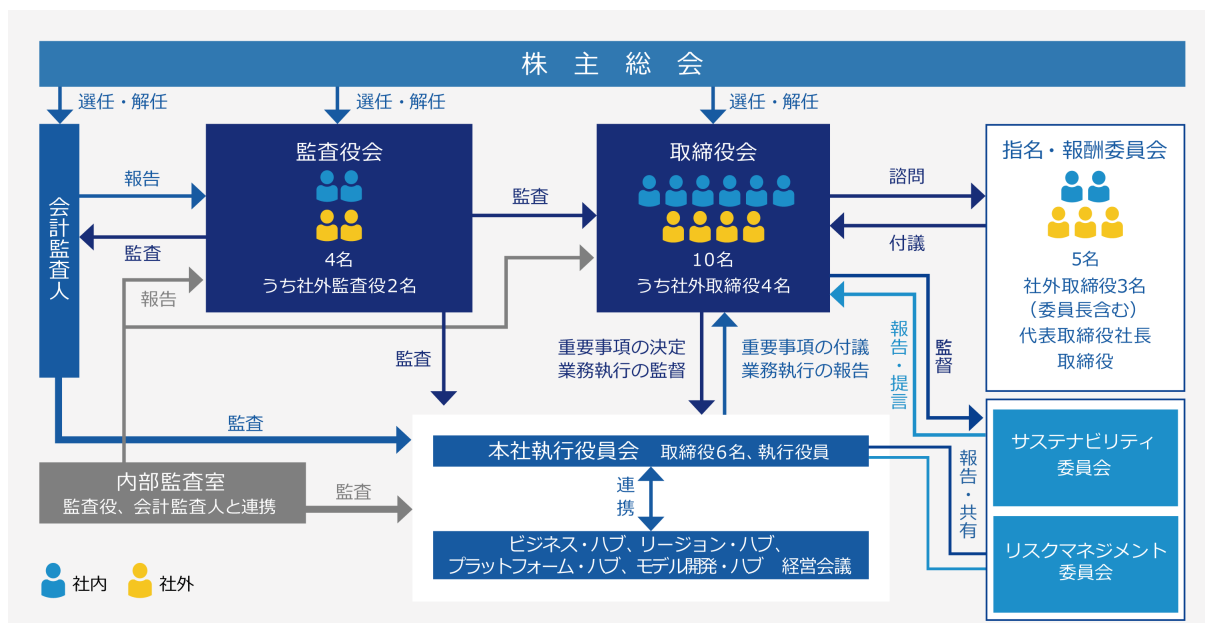 株主総会
選任・解任
選任・解任
選任・解任
会計監査人
報告
監査
監査役会
4名
うち社外監査役2名
監査
取締役会
10名
うち社外取締役4名
諮問
付議
指名・報酬委員会
5名
社外取締役3名
（委員長含む）
代表取締役社長
取締役
報告
監査
重要事項の決定
業務執行の監督
重要事項の付議
業務執行の報告
報告・提言
監督
監査
本社執行役員会 取締役6名、執行役員
連携
ビジネス・ハブ、リージョン・ハブ、
プラットフォーム・ハブ、モデル開発・ハブ 経営会議
内部監査室
監査役、会計監査人と連携
監査
報告・共有
サステナビリティ
委員会
リスクマネジメント
委員会
社内
社外